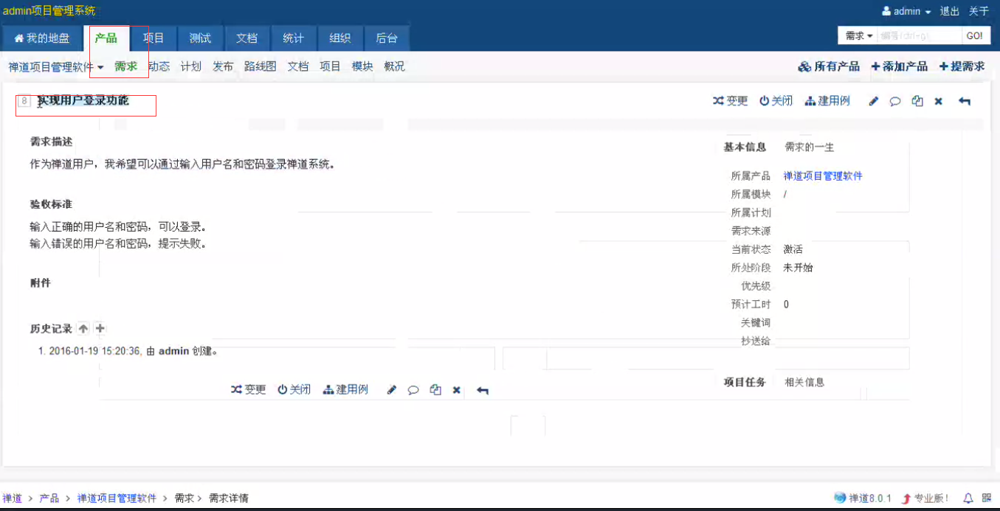 admin项目管理系统 admin 退出 关于
我的地盘 产品 项目 测试 文档 统计 组织 后台 需求 编号(ctrl+g) GO!
禅道项目管理软件 需求 动态 计划 发布 路线图 文档 项目 模块 概况 所有产品 添加产品 提需求
8 实现用户登录功能 变更 关闭 建用例
需求描述
作为禅道用户，我希望可以通过输入用户名和密码登录禅道系统。
验收标准
输入正确的用户名和密码，可以登录。
输入错误的用户名和密码，提示失败。
附件
历史记录
1. 2016-01-19 15:20:36, 由 admin 创建。
变更 关闭 建用例
基本信息 需求的一生
所属产品 禅道项目管理软件
所属模块 /
所属计划
需求来源
当前状态 激活
所处阶段 未开始
优先级
预计工时 0
关键词
抄送给
项目任务 相关信息
禅道 > 产品 > 禅道项目管理软件 > 需求 > 需求详情 禅道8.0.1 专业版!